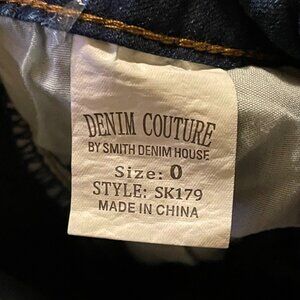 DENIM COUTURE
BY SMITH DENIM HOUSE
Size: 0
STYLE: SK179
MADE IN CHINA